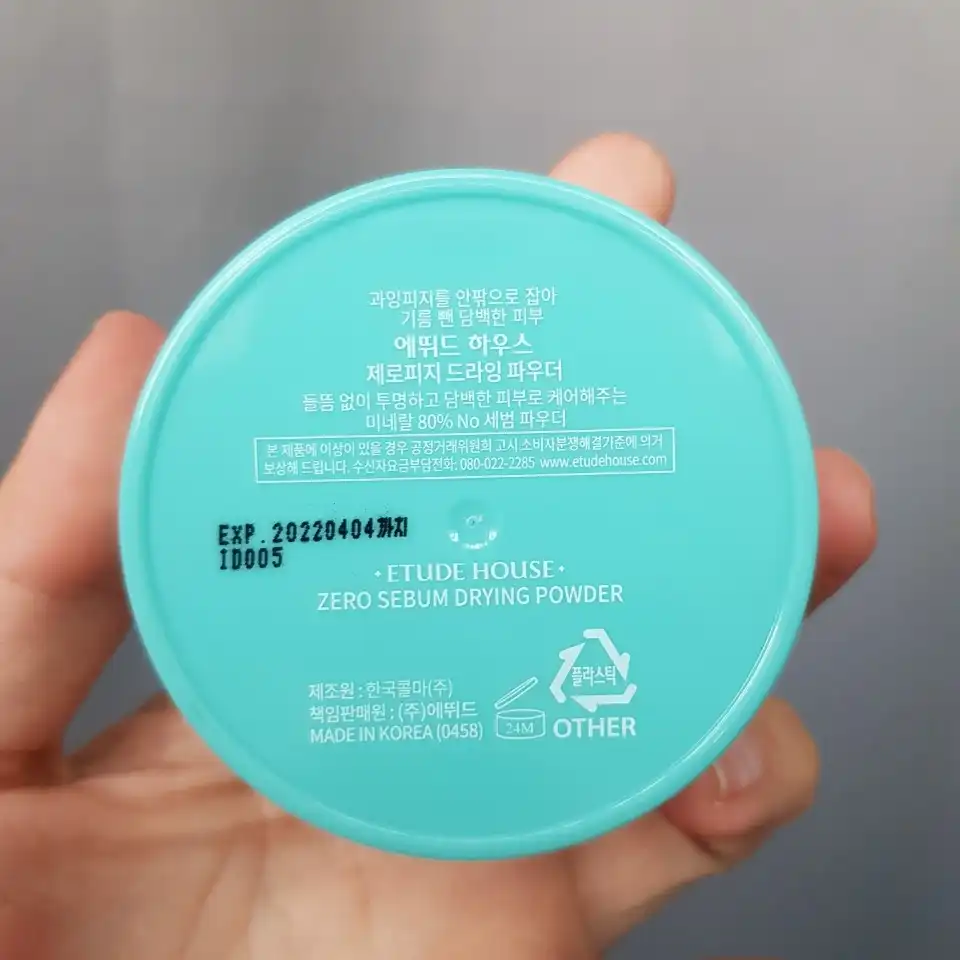 과잉피지를 안팎으로 잡아
기름 뺀 담백한 피부
에뛰드 하우스
제로피지 드라잉 파우더
들뜸 없이 투명하고 담백한 피부로 케어해주는
미네랄 80% No 세범 파우더
본 제품에 이상이 있을 경우 공정거래위원회 고시 소비자분쟁해결기준에 의거
보상해 드립니다. 수신자요금부담전화: 080-022-2285 www.etudehouse.com
EXP.20220404까지
ID005
·ETUDE HOUSE·
ZERO SEBUM DRYING POWDER
플라스틱
OTHER
제조원 : 한국콜마(주)
책임판매원 : (주)에뛰드
MADE IN KOREA (0458)
24M